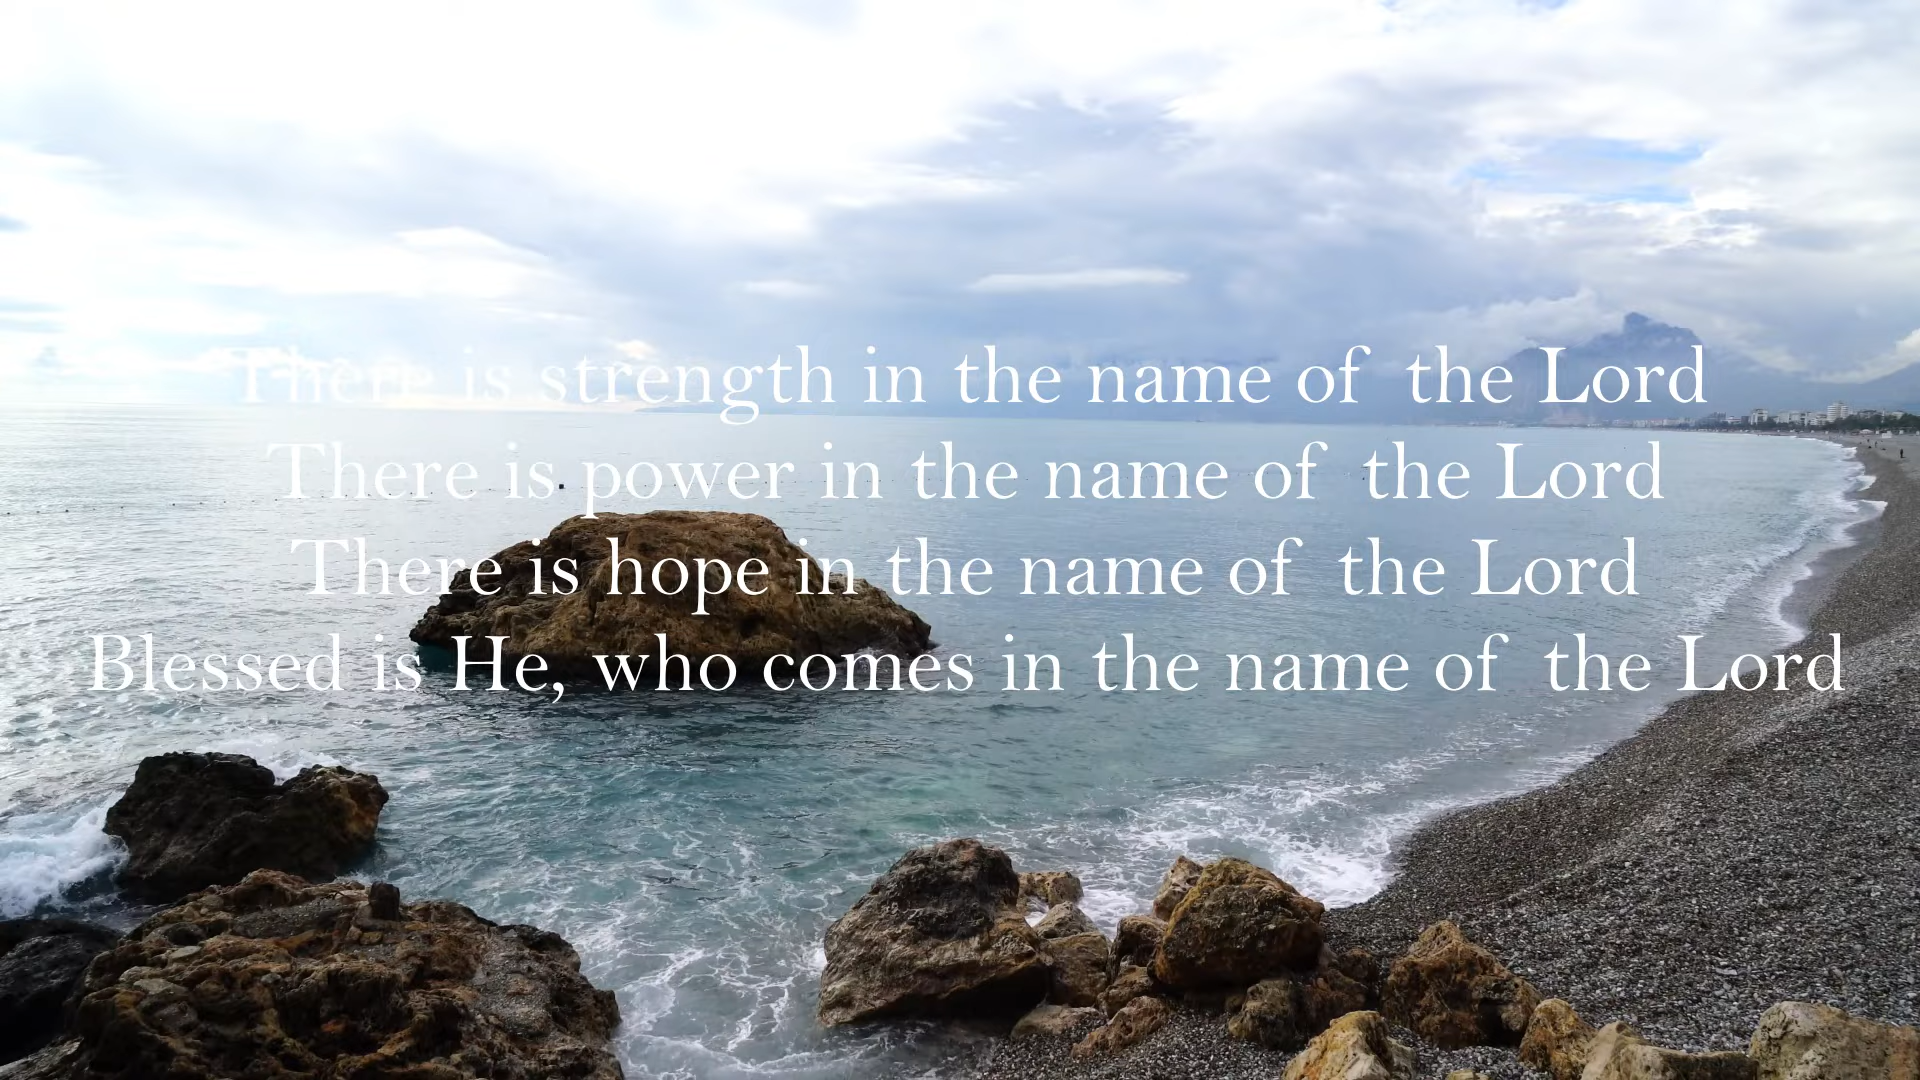 There is strength in the name of the Lord
There is power in the name of the Lord
There is hope in the name of the Lord
Blessed is He, who comes in the name of the Lord